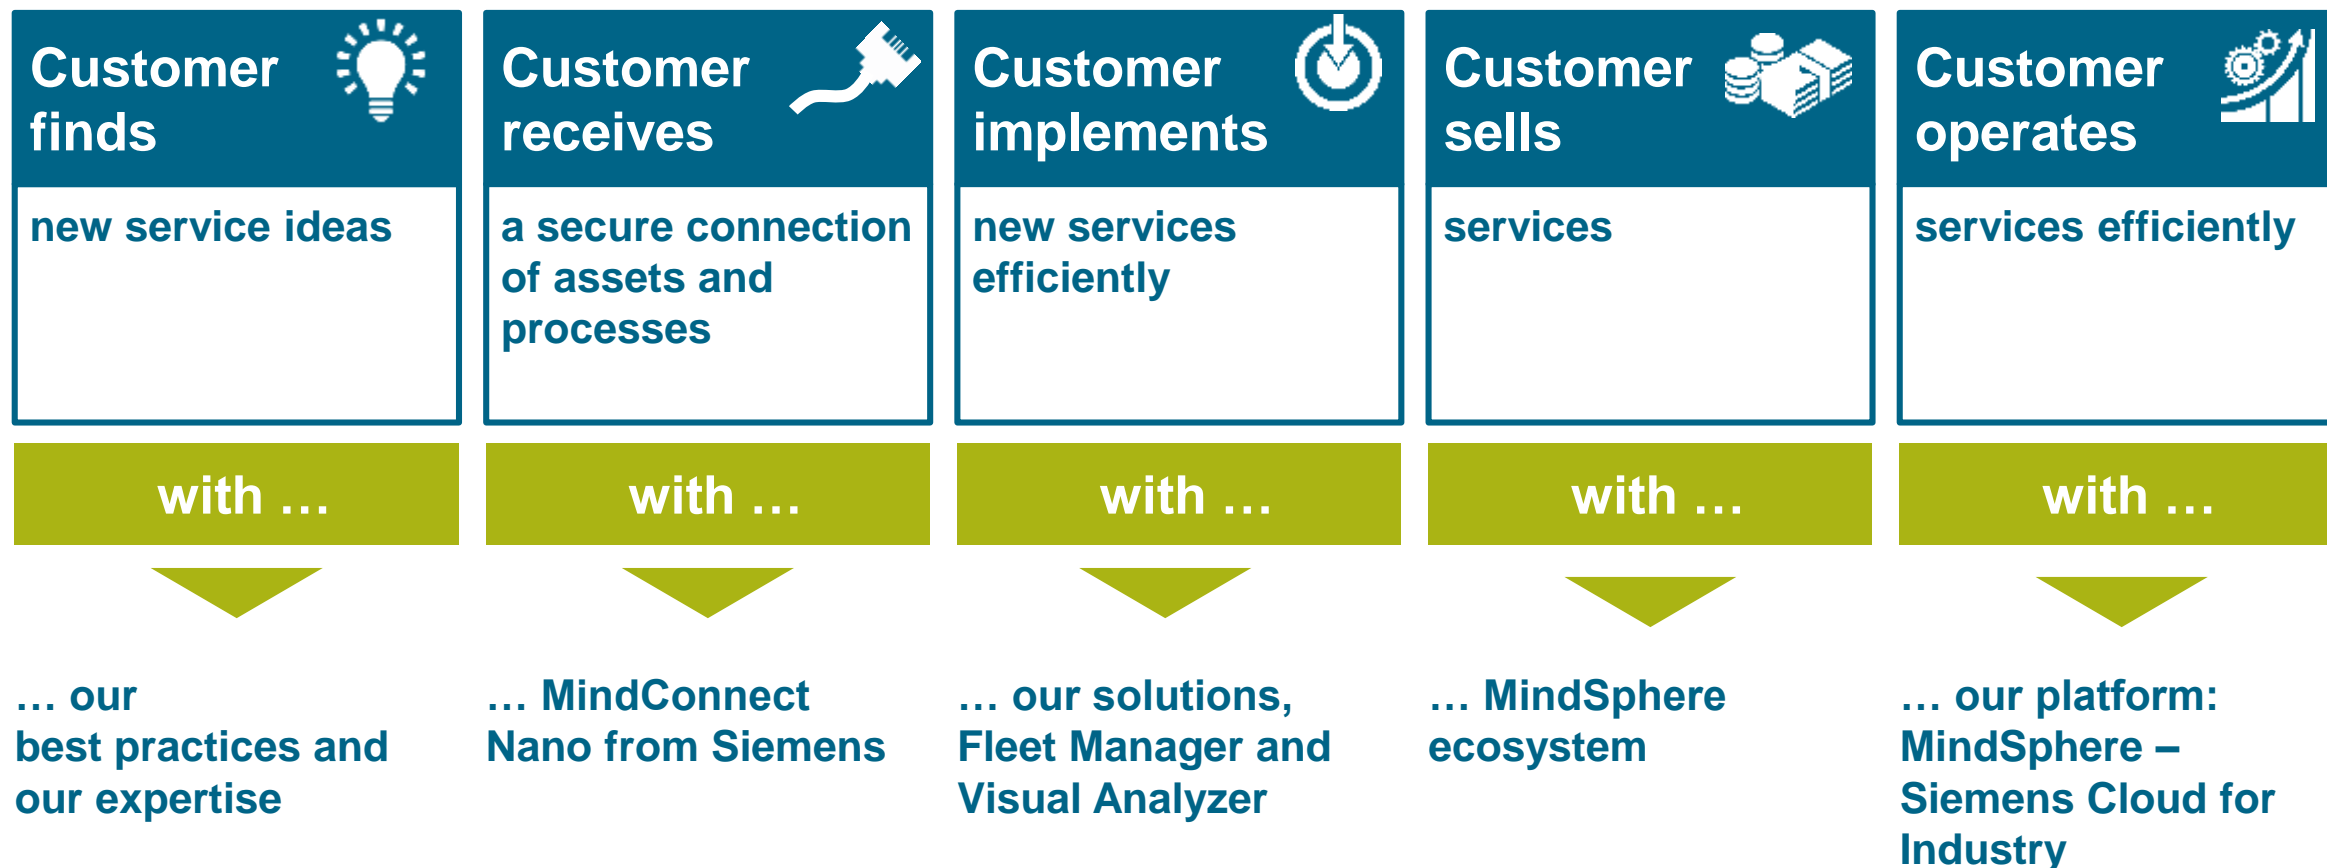 Customer
finds
new service ideas
with …
… our
best practices and
our expertise
Customer
receives
a secure connection
of assets and
processes
with …
… MindConnect
Nano from Siemens
Customer
implements
new services
efficiently
with …
… our solutions,
Fleet Manager and
Visual Analyzer
Customer
sells
services
with …
… MindSphere
ecosystem
Customer
operates
services efficiently
with …
… our platform:
MindSphere –
Siemens Cloud for
Industry